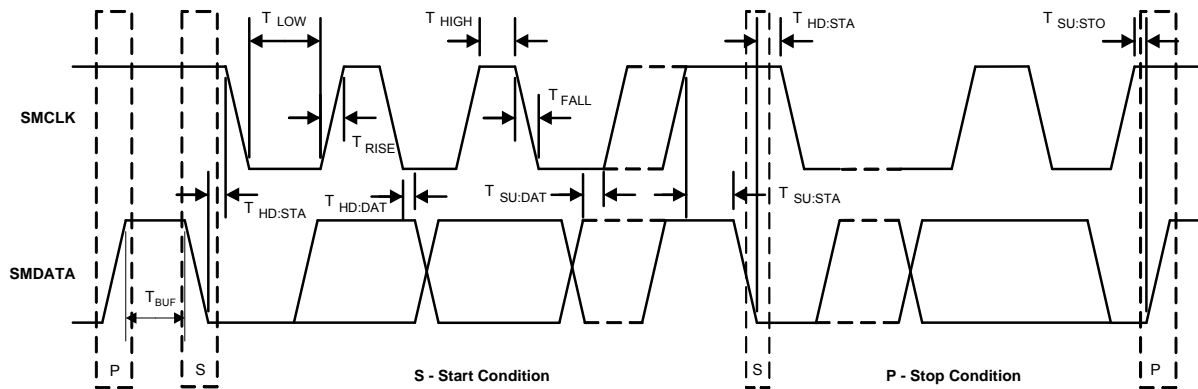 T LOW
T HIGH
T HD:STA
T SU:STO
SMCLK
T FALL
T RISE
T HD:STA
T HD:DAT
T SU:DAT
T SU:STA
SMDATA
T BUF
P
S
S - Start Condition
S
P - Stop Condition
P